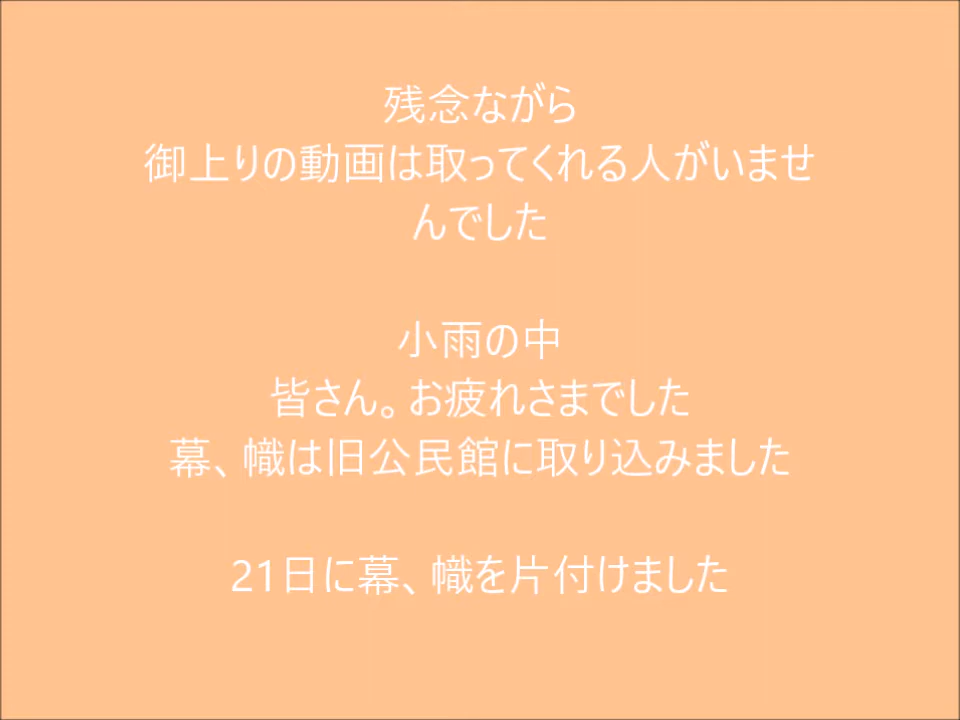 残念ながら
御上りの動画は取ってくれる人がいませ
んでした
小雨の中
皆さん。お疲れさまでした
幕、幟は旧公民館に取り込みました
21日に幕、幟を片付けました